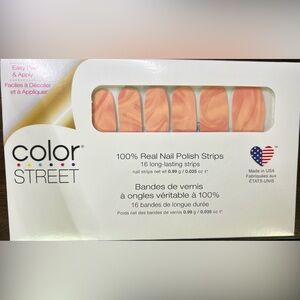 Easy Peel
& Apply
Faciles à Décoller
et à Appliquer
color
STREET
100% Real Nail Polish Strips
16 long-lasting strips
nail strips net 0.99 g / 0.035 oz t*
Made in USA
Fabriquées aux
ÉTATS-UNIS
Bandes de vernis
à ongles véritable à 100%
16 bandes de longue durée
Poids net des bandes de vernis 0.99 g / 0.035 oz t*